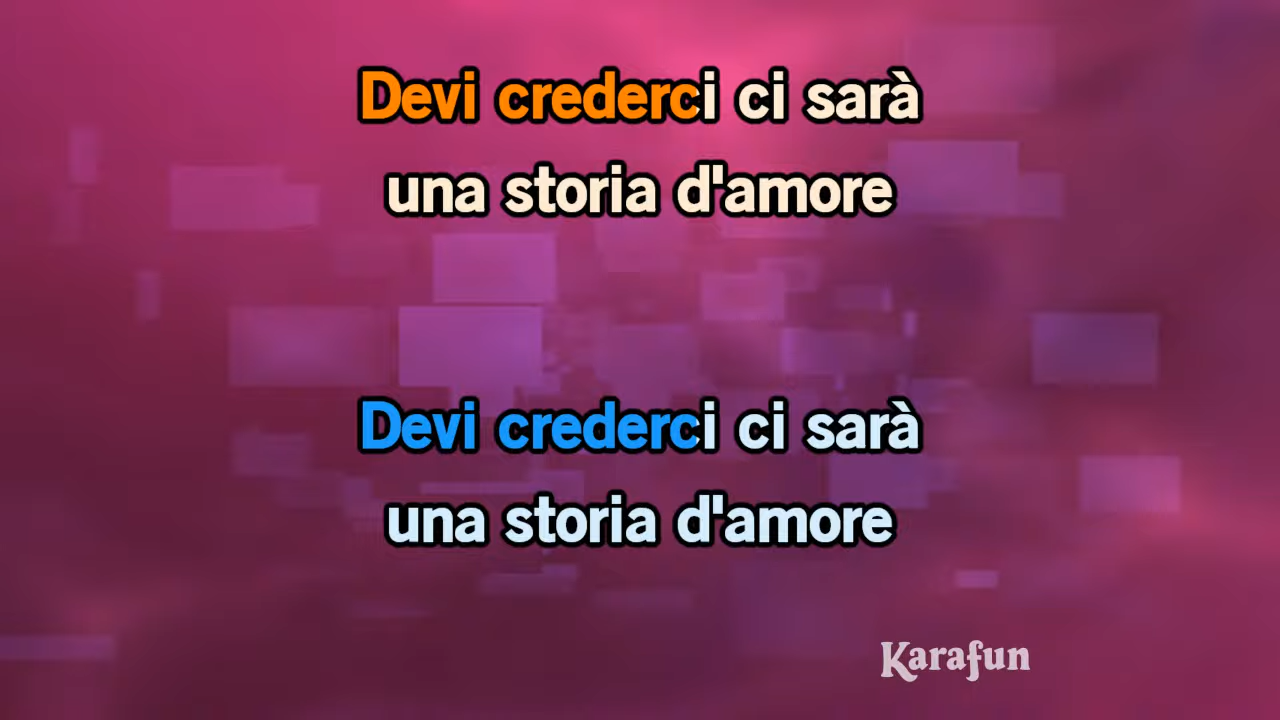 Devi crederci ci sarà
una storia d'amore
Devi crederci ci sarà
una storia d'amore
Karafun